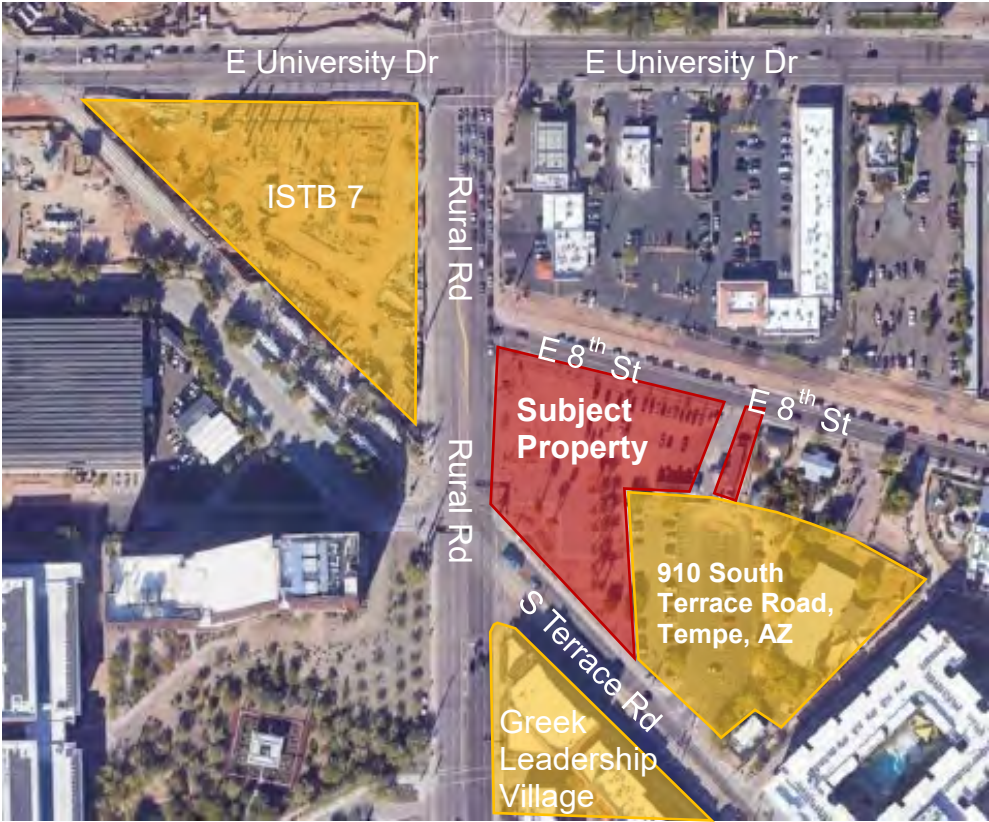 E University Dr
E University Dr
ISTB 7
Rural Rd
E 8th St
E 8th St
Subject
Property
Rural Rd
910 South
Terrace Road,
Tempe, AZ
S Terrace Rd
Greek
Leadership
Village